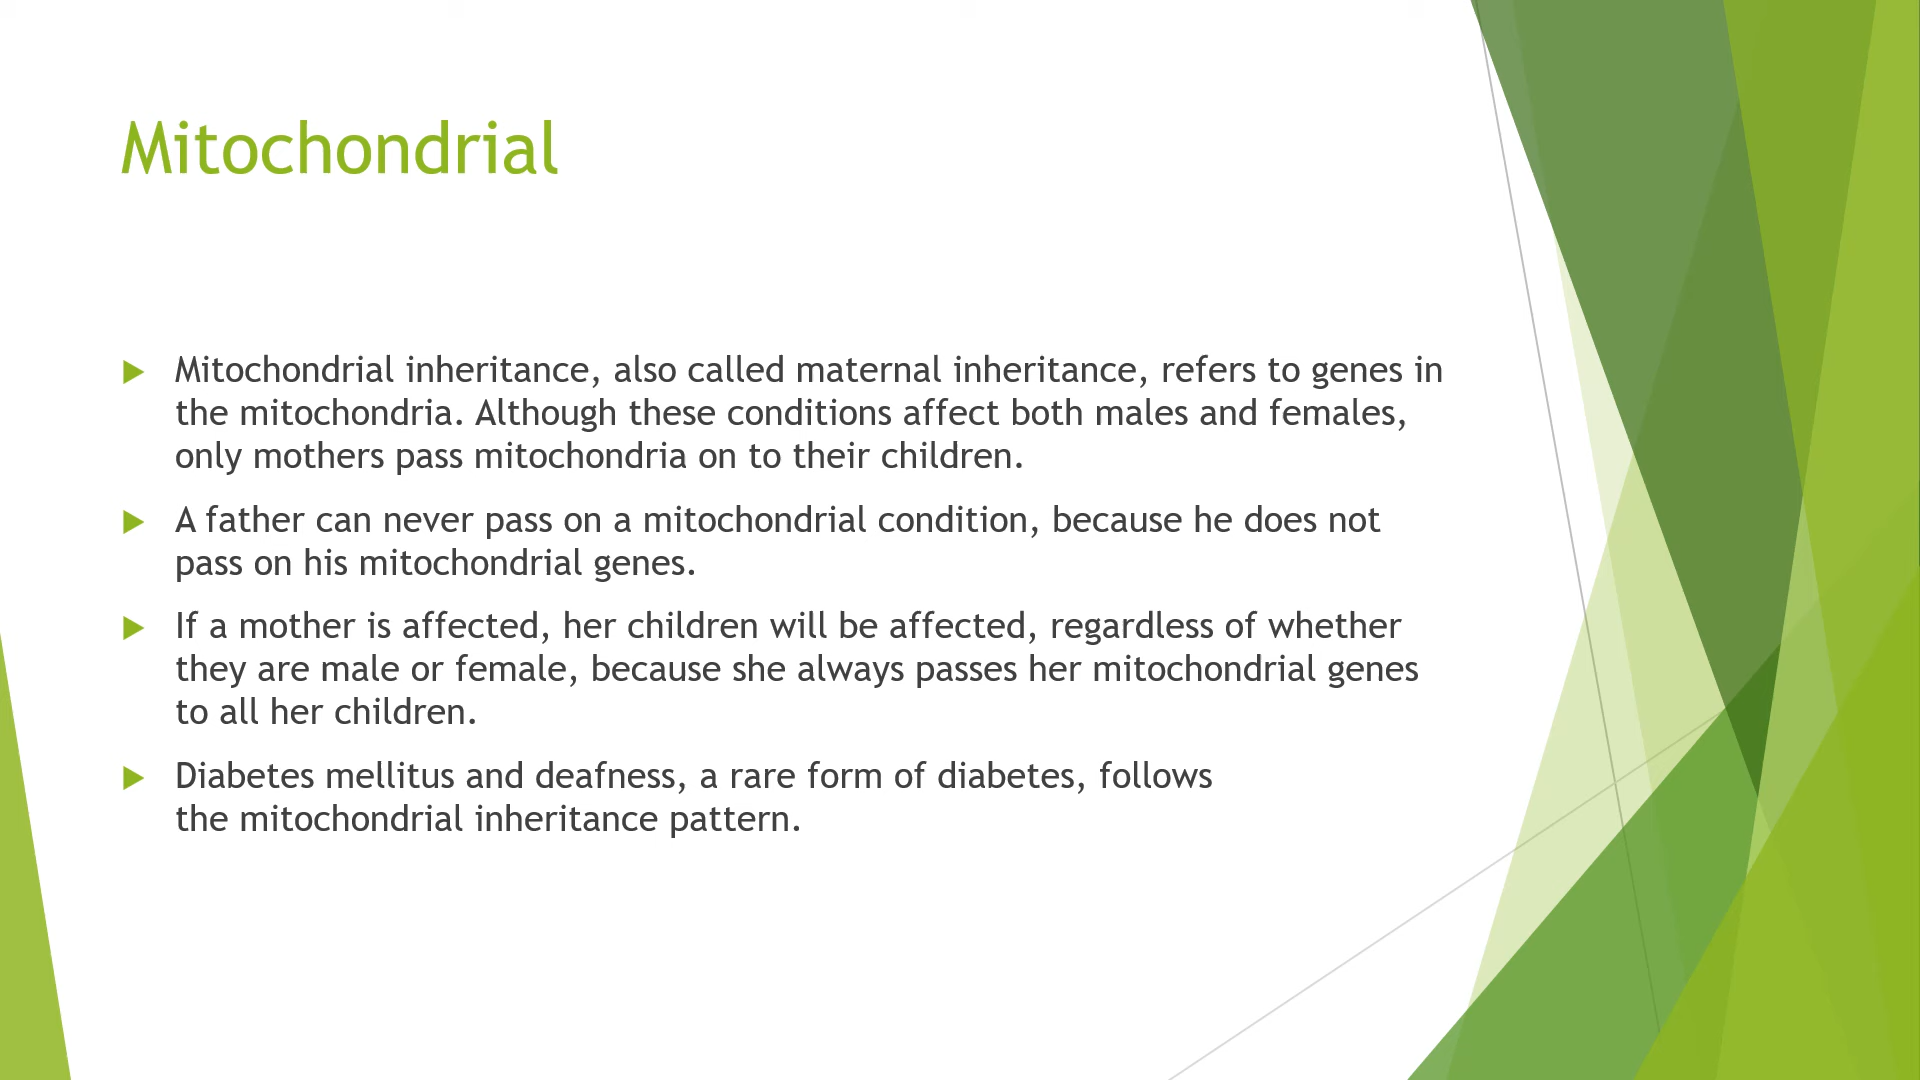 Mitochondrial
Mitochondrial inheritance, also called maternal inheritance, refers to genes in
the mitochondria. Although these conditions affect both males and females,
only mothers pass mitochondria on to their children.
A father can never pass on a mitochondrial condition, because he does not
pass on his mitochondrial genes.
If a mother is affected, her children will be affected, regardless of whether
they are male or female, because she always passes her mitochondrial genes
to all her children.
Diabetes mellitus and deafness, a rare form of diabetes, follows
the mitochondrial inheritance pattern.